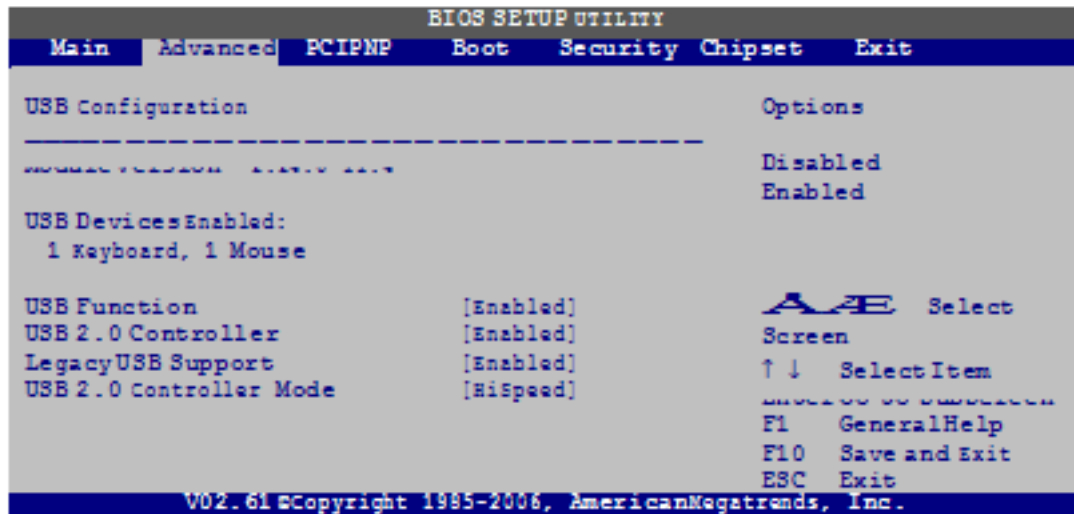 BIOS SETUP UTILITY
Main Advanced PCIPNP Boot Security Chipset Exit
USB Configuration
USB Devices Enabled:
1 Keyboard, 1 Mouse
USB Function [Enabled]
USB 2.0 Controller [Enabled]
Legacy USB Support [Enabled]
USB 2.0 Controller Mode [HiSpeed]
Options
Disabled
Enabled
Select
Screen
↑ ↓ Select Item
F1 General Help
F10 Save and Exit
ESC Exit
V02.61 ©Copyright 1985-2006, American Megatrends, Inc.